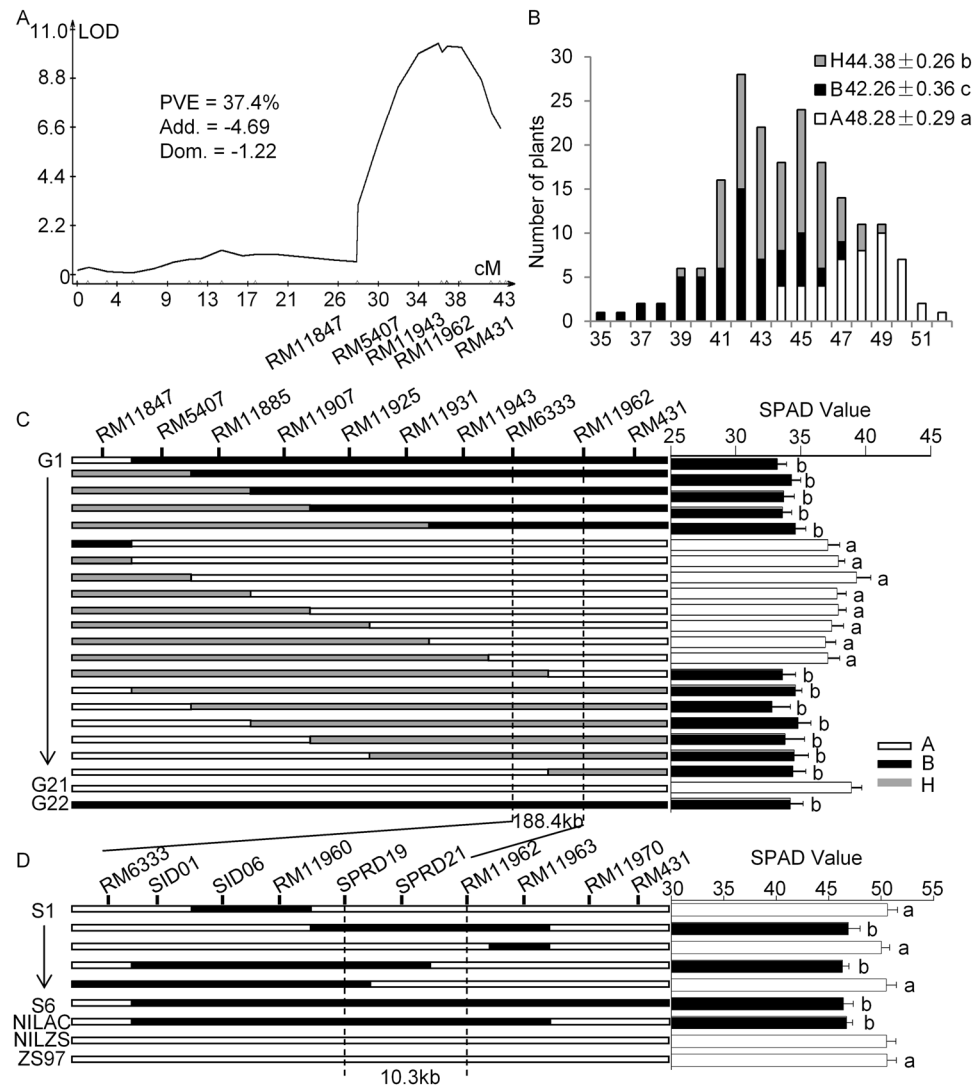 A
11.0 LOD
8.8
6.6
4.4
2.2
0
PVE = 37.4%
Add. = -4.69
Dom. = -1.22
cM
0 4 9 13 17 21 26 30 34 38 43
RM11847
RM5407
RM11943
RM11962
RM431
B
Number of plants
30
25
20
15
10
5
0
35 37 39 41 43 45 47 49 51
H44.38±0.26 b
B42.26±0.36 c
A48.28±0.29 a
C
RM11847
RM5407
RM11885
RM11907
RM11925
RM11931
RM11943
RM6333
RM11962
RM431
SPAD Value
25 30 35 40 45
G1
b
b
b
b
b
a
a
a
a
a
a
a
a
b
b
b
b
b
b
b
G21
G22
b
A
B
H
188.4kb
D
RM6333
SID01
SID06
RM11960
SPRD19
SPRD21
RM11962
RM11963
RM11970
RM431
SPAD Value
30 35 40 45 50 55
S1
a
b
a
b
a
S6
b
NILAC
b
NILZS
ZS97
a
10.3kb